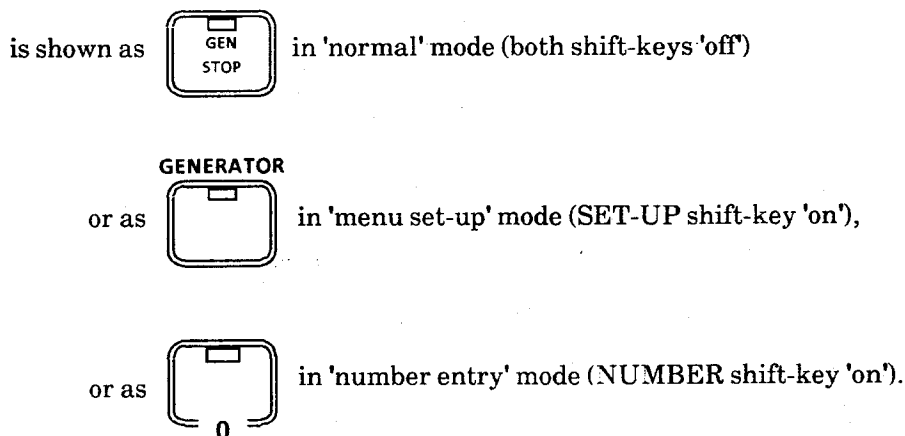 is shown as GEN STOP in 'normal' mode (both shift-keys 'off')
GENERATOR
or as in 'menu set-up' mode (SET-UP shift-key 'on'),
or as in 'number entry' mode (NUMBER shift-key 'on').
0